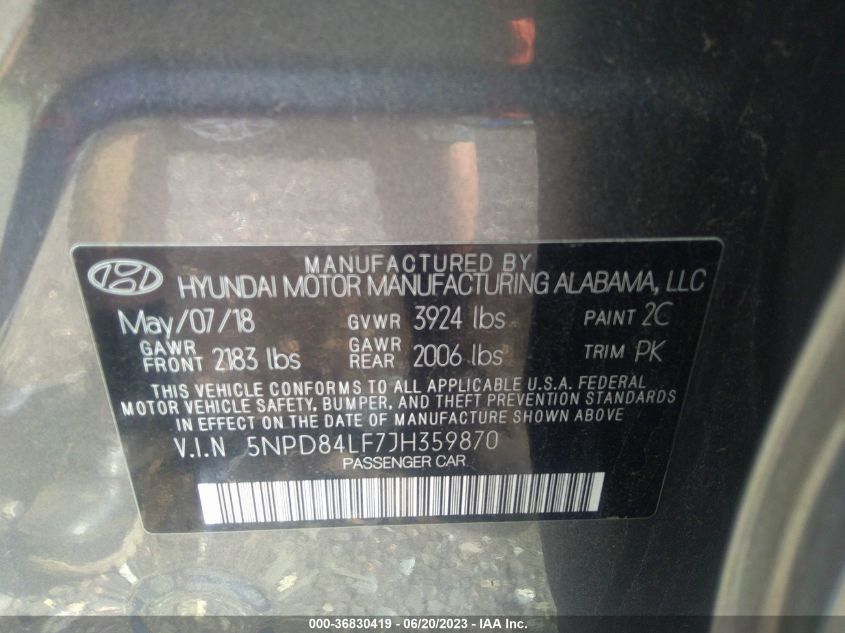 MANUFACTURED BY
HYUNDAI MOTOR MANUFACTURING ALABAMA, LLC
May/07/18 GVWR 3924 lbs PAINT 2C
GAWR FRONT 2183 lbs GAWR REAR 2006 lbs TRIM PK
THIS VEHICLE CONFORMS TO ALL APPLICABLE U.S.A. FEDERAL
MOTOR VEHICLE SAFETY, BUMPER, AND THEFT PREVENTION STANDARDS
IN EFFECT ON THE DATE OF MANUFACTURE SHOWN ABOVE.
V.I.N 5NPD84LF7JH359870
PASSENGER CAR
000-36830419 - 06/20/2023 - IAA Inc.